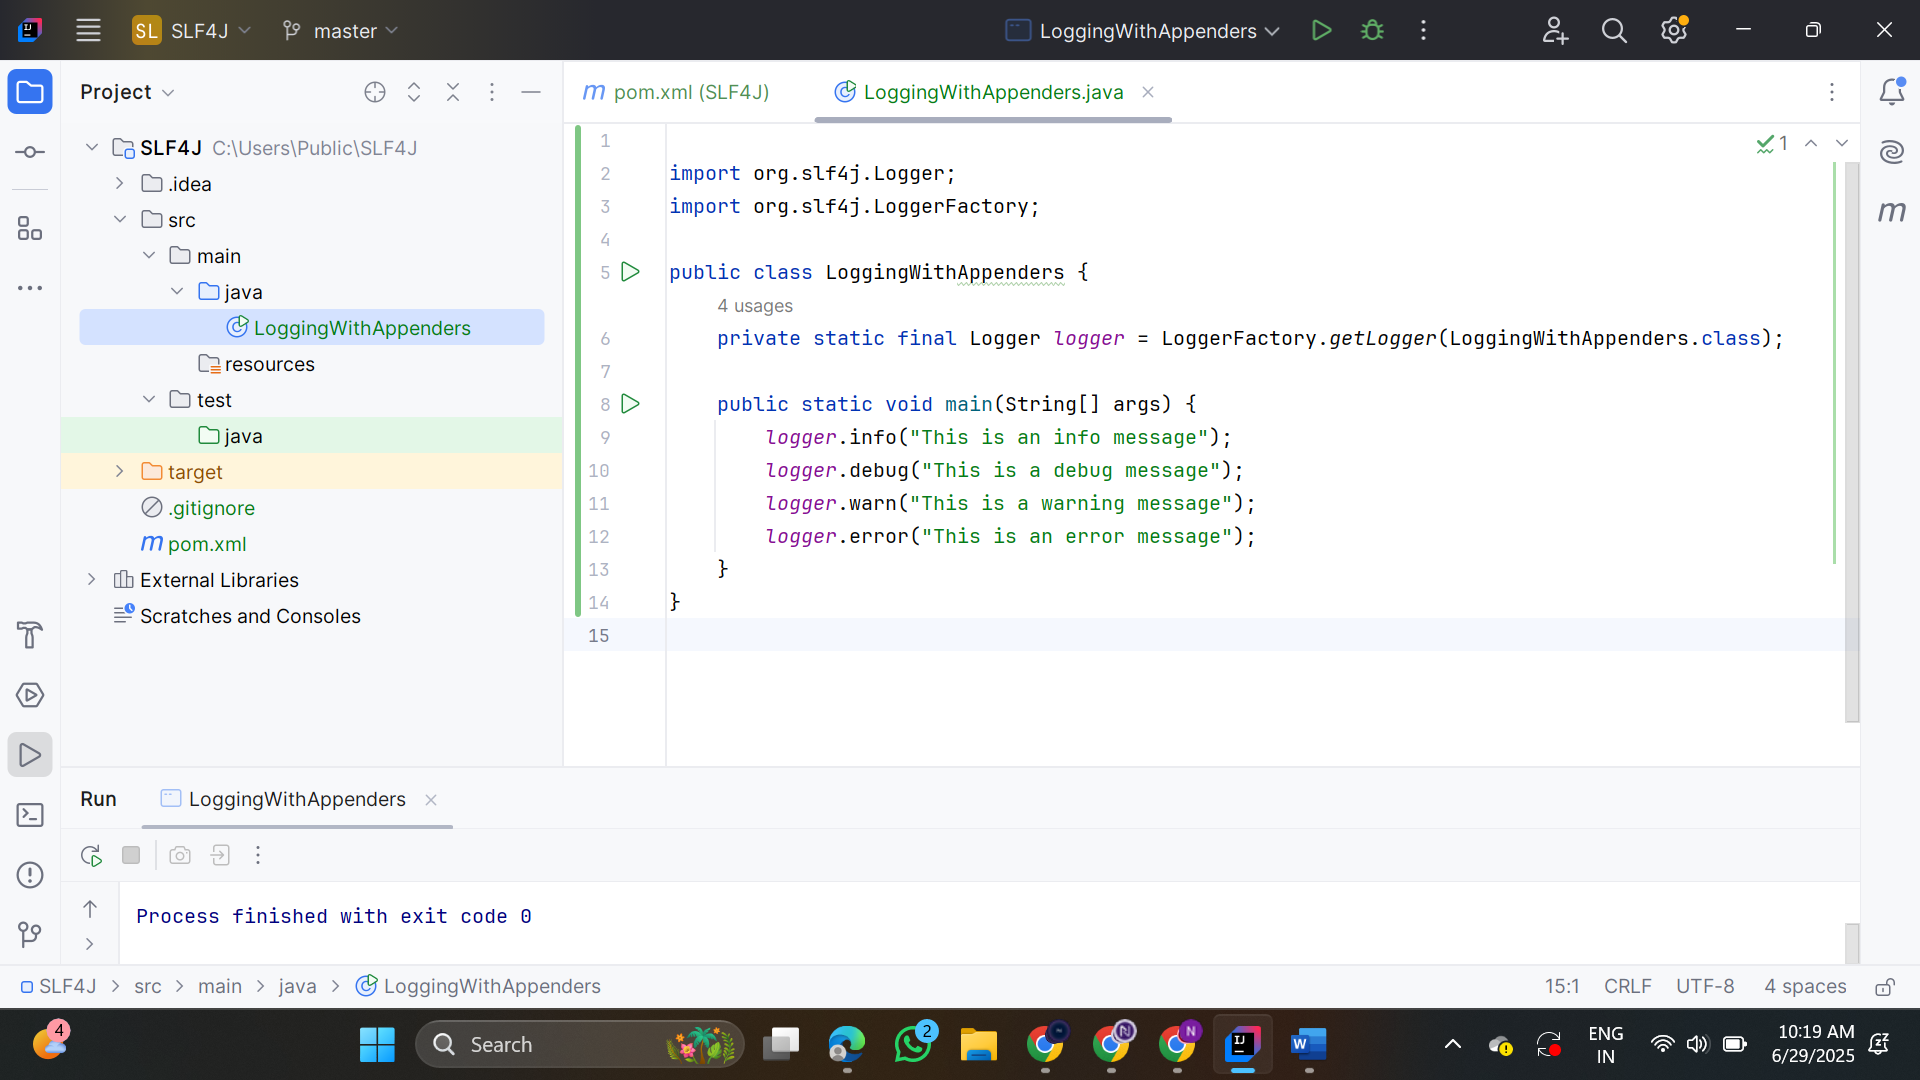 SL SLF4J master LoggingWithAppenders
Project
SLF4J C:\Users\Public\SLF4J
.idea
src
main
java
LoggingWithAppenders
resources
test
java
target
.gitignore
m pom.xml
External Libraries
Scratches and Consoles
m pom.xml (SLF4J) LoggingWithAppenders.java
1
1
2 import org.slf4j.Logger;
3 import org.slf4j.LoggerFactory;
4
5 public class LoggingWithAppenders {
4 usages
6 private static final Logger logger = LoggerFactory.getLogger(LoggingWithAppenders.class);
7
8 public static void main(String[] args) {
9 logger.info("This is an info message");
10 logger.debug("This is a debug message");
11 logger.warn("This is a warning message");
12 logger.error("This is an error message");
13 }
14 }
15
m
Run LoggingWithAppenders
Process finished with exit code 0
SLF4J > src > main > java > LoggingWithAppenders 15:1 CRLF UTF-8 4 spaces
4
Search
2
N
N
IJ
W
ENG
IN
10:19 AM
6/29/2025